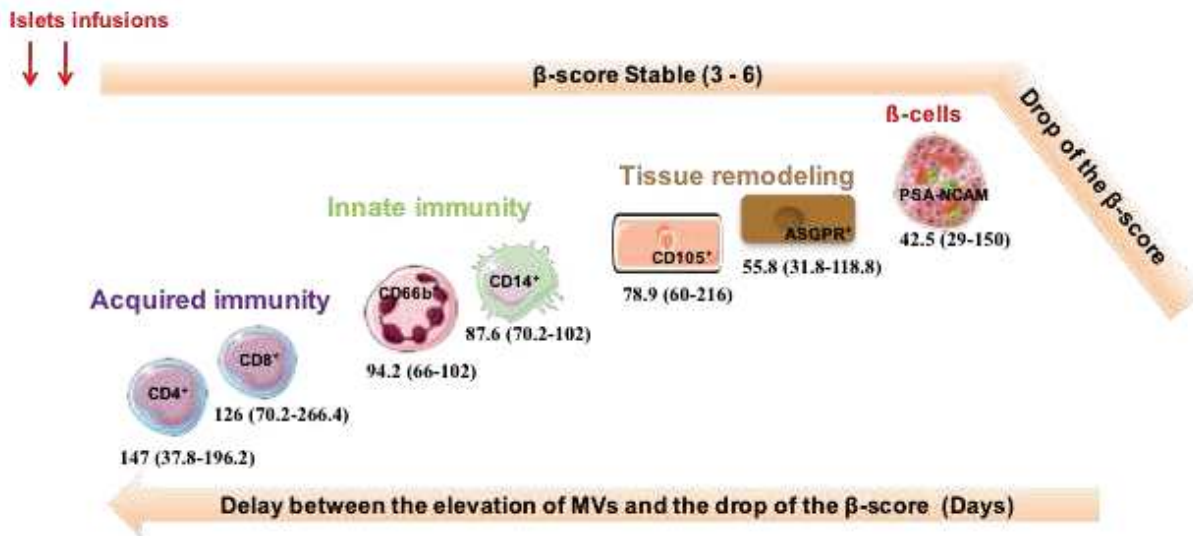 Islets infusions
β-score Stable (3 - 6)
Drop of the β-score
ß-cells
PSA-NCAM
42.5 (29-150)
Tissue remodeling
ASGPR⁺
55.8 (31.8-118.8)
CD105⁺
78.9 (60-216)
Innate immunity
CD14⁺
87.6 (70.2-102)
CD66b⁺
94.2 (66-102)
Acquired immunity
CD8⁺
126 (70.2-266.4)
CD4⁺
147 (37.8-196.2)
Delay between the elevation of MVs and the drop of the β-score (Days)